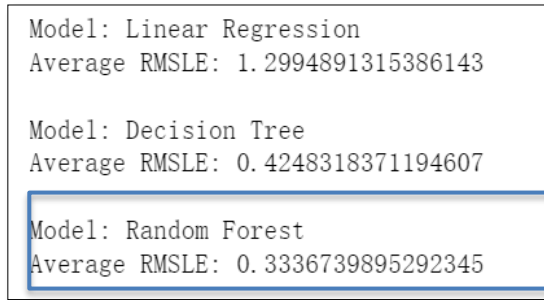 Model: Linear Regression
Average RMSLE: 1.2994891315386143
Model: Decision Tree
Average RMSLE: 0.4248318371194607
Model: Random Forest
Average RMSLE: 0.3336739895292345